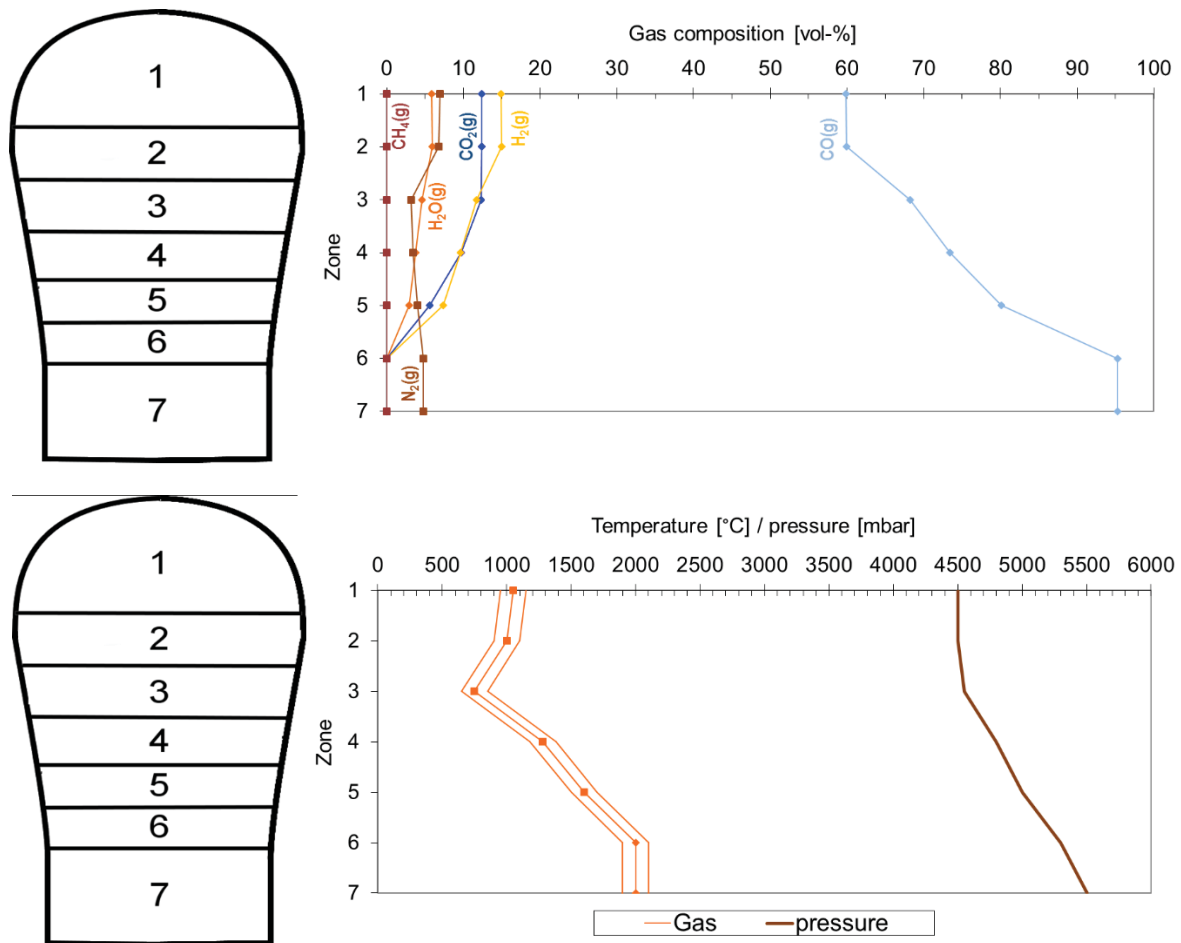 Gas composition [vol-%]
0 10 20 30 40 50 60 70 80 90 100
Zone
1
2
3
4
5
6
7
CH₄(g)
H₂O(g)
N₂(g)
CO₂(g)
H₂(g)
CO(g)
1
2
3
4
5
6
7
Temperature [°C] / pressure [mbar]
0 500 1000 1500 2000 2500 3000 3500 4000 4500 5000 5500 6000
Zone
1
2
3
4
5
6
7
1
2
3
4
5
6
7
Gas pressure